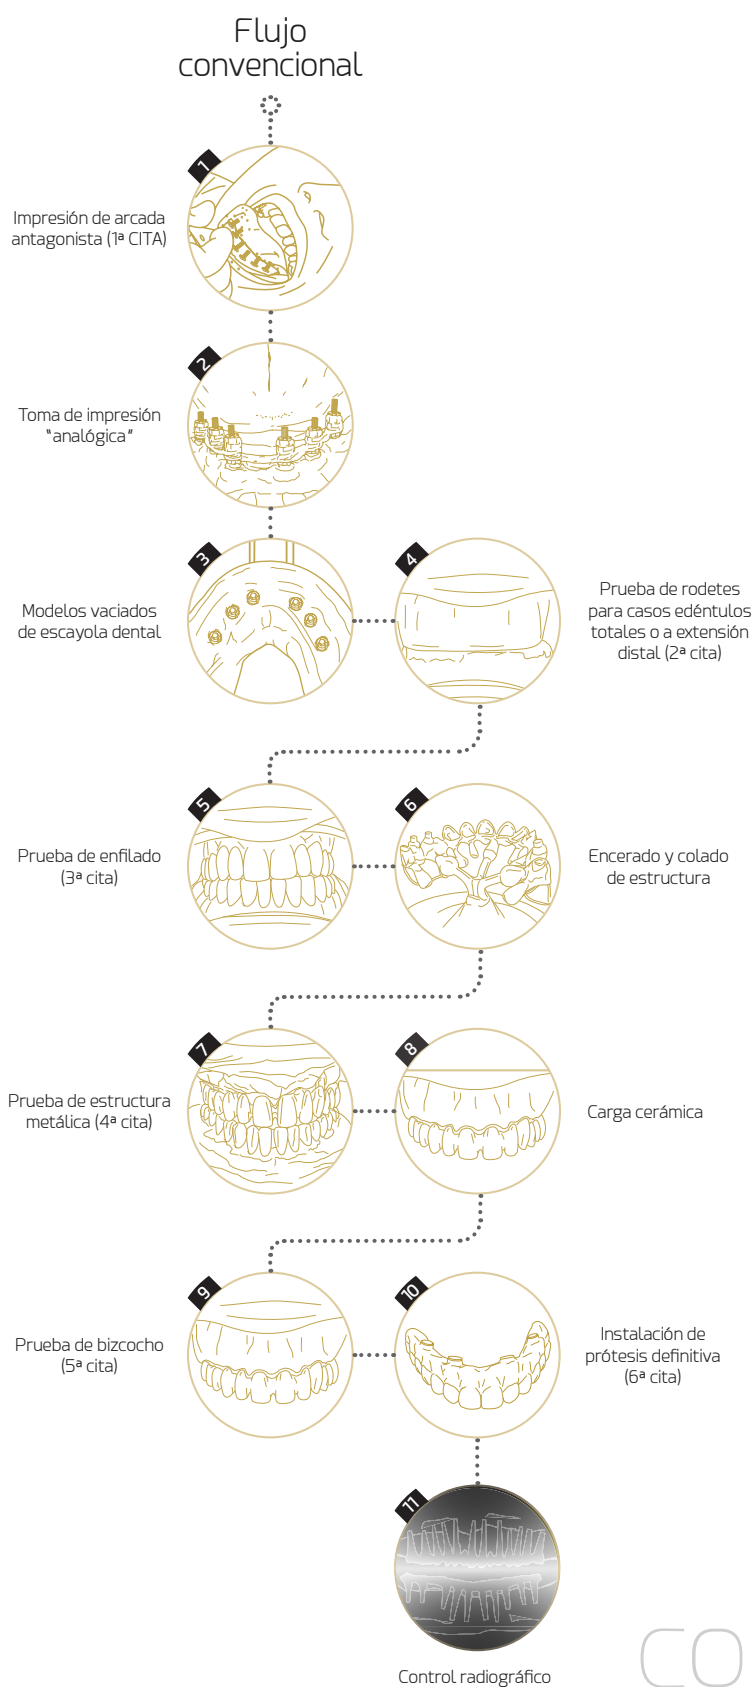 Flujo
convencional
1
Impresión de arcada
antagonista (1ª CITA)
2
Toma de impresión
"analógica"
3
Modelos vaciados
de escayola dental
4
Prueba de rodetes
para casos edéntulos
totales o a extensión
distal (2ª cita)
5
Prueba de enfilado
(3ª cita)
6
Encerado y colado
de estructura
7
Prueba de estructura
metálica (4ª cita)
8
Carga cerámica
9
Prueba de bizcocho
(5ª cita)
10
Instalación de
prótesis definitiva
(6ª cita)
11
Control radiográfico
CO